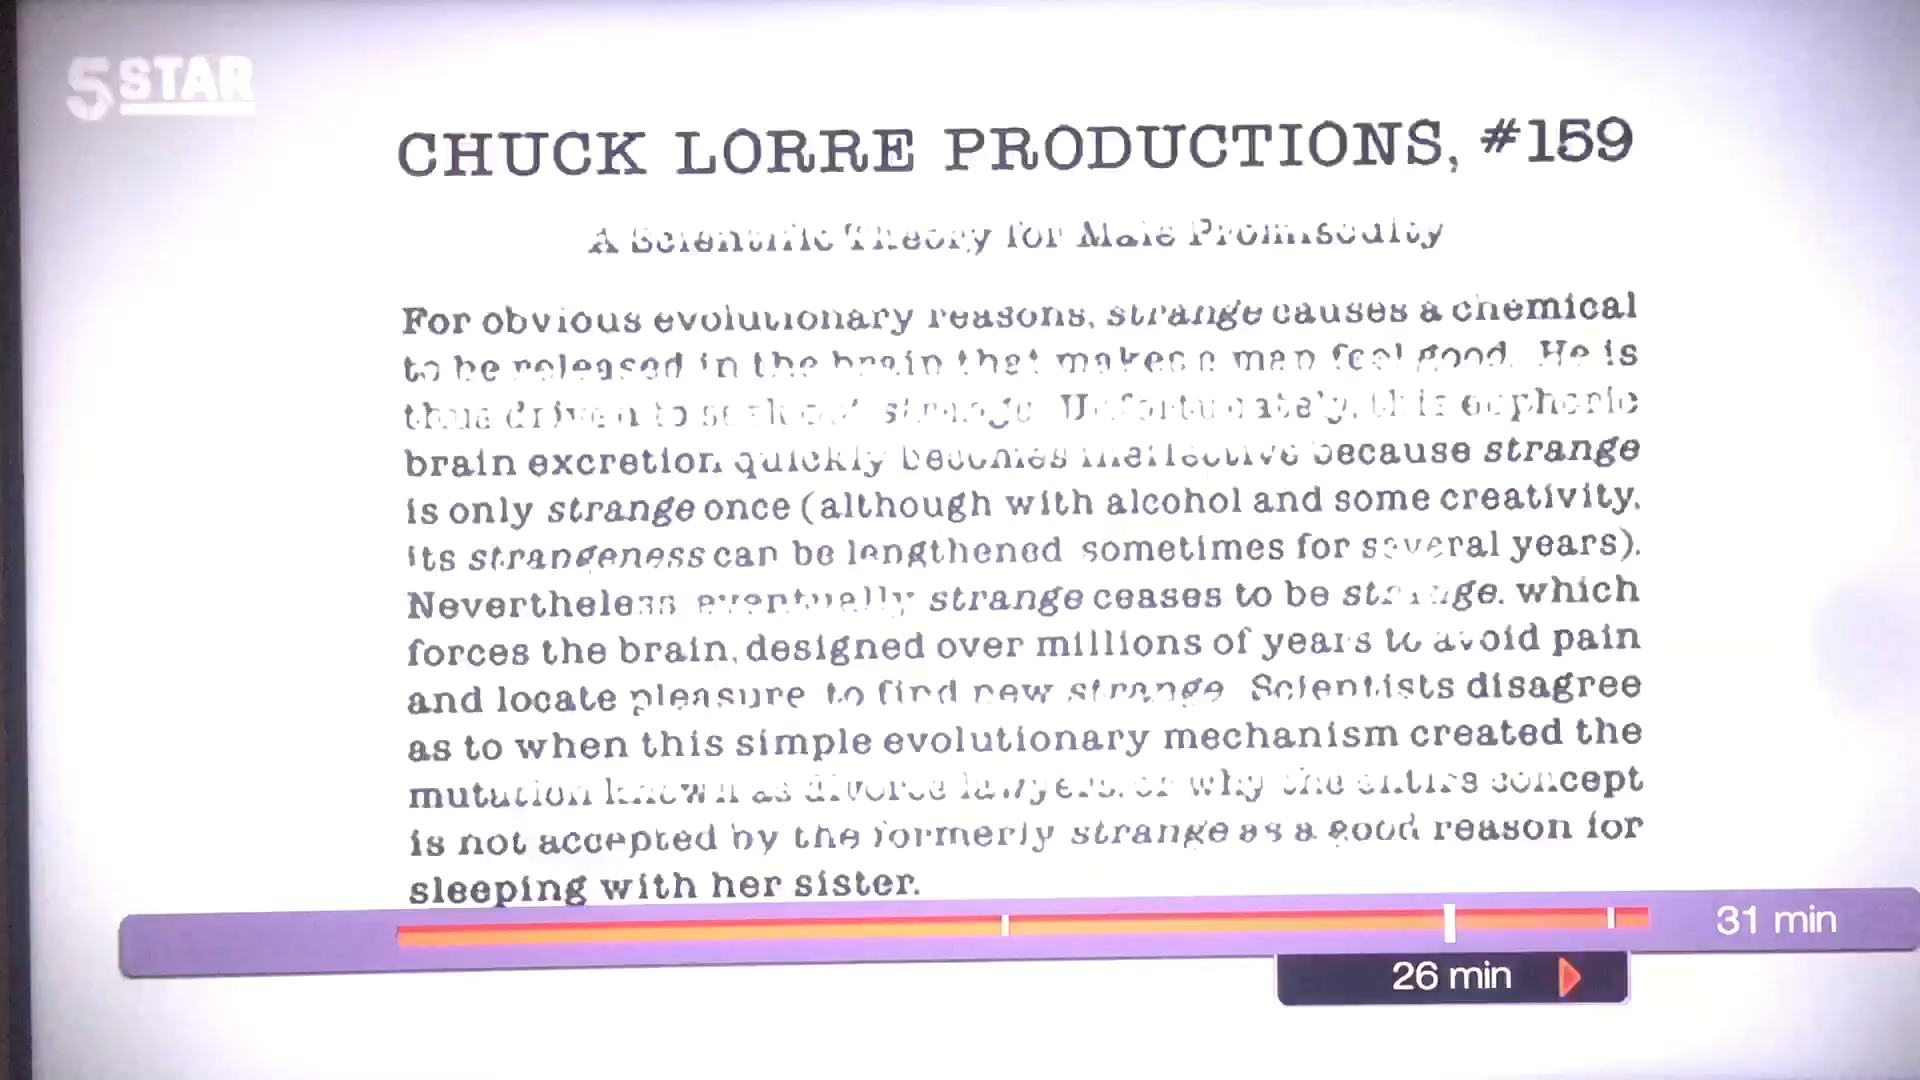 5STAR
CHUCK LORRE PRODUCTIONS, #159
A Scientific Theory for Male Promiscuity
For obvious evolutionary reasons, strange causes a chemical
to be released in the brain that makes a man feel good. He is
thus driven to seek out strange. Unfortunately, this euphoric
brain excretion quickly becomes ineffective because strange
is only strange once (although with alcohol and some creativity,
its strangeness can be lengthened sometimes for several years).
Nevertheless eventually strange ceases to be strange, which
forces the brain, designed over millions of years to avoid pain
and locate pleasure to find new strange. Scientists disagree
as to when this simple evolutionary mechanism created the
mutation known as divorce lawyers, or why the entire concept
is not accepted by the formerly strange as a good reason for
sleeping with her sister.
31 min
26 min